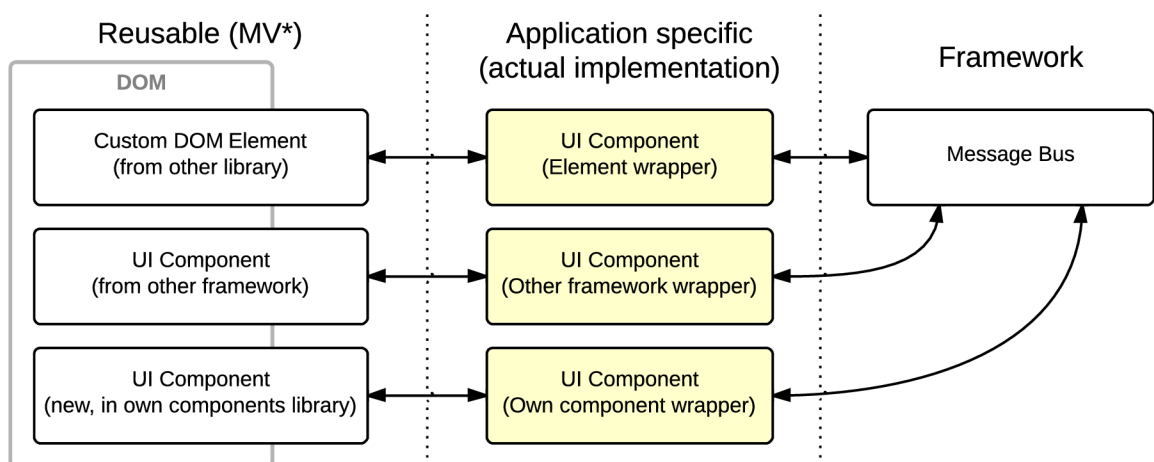 Reusable (MV*)
Application specific
(actual implementation)
Framework
DOM
Custom DOM Element
(from other library)
UI Component
(Element wrapper)
Message Bus
UI Component
(from other framework)
UI Component
(Other framework wrapper)
UI Component
(new, in own components library)
UI Component
(Own component wrapper)